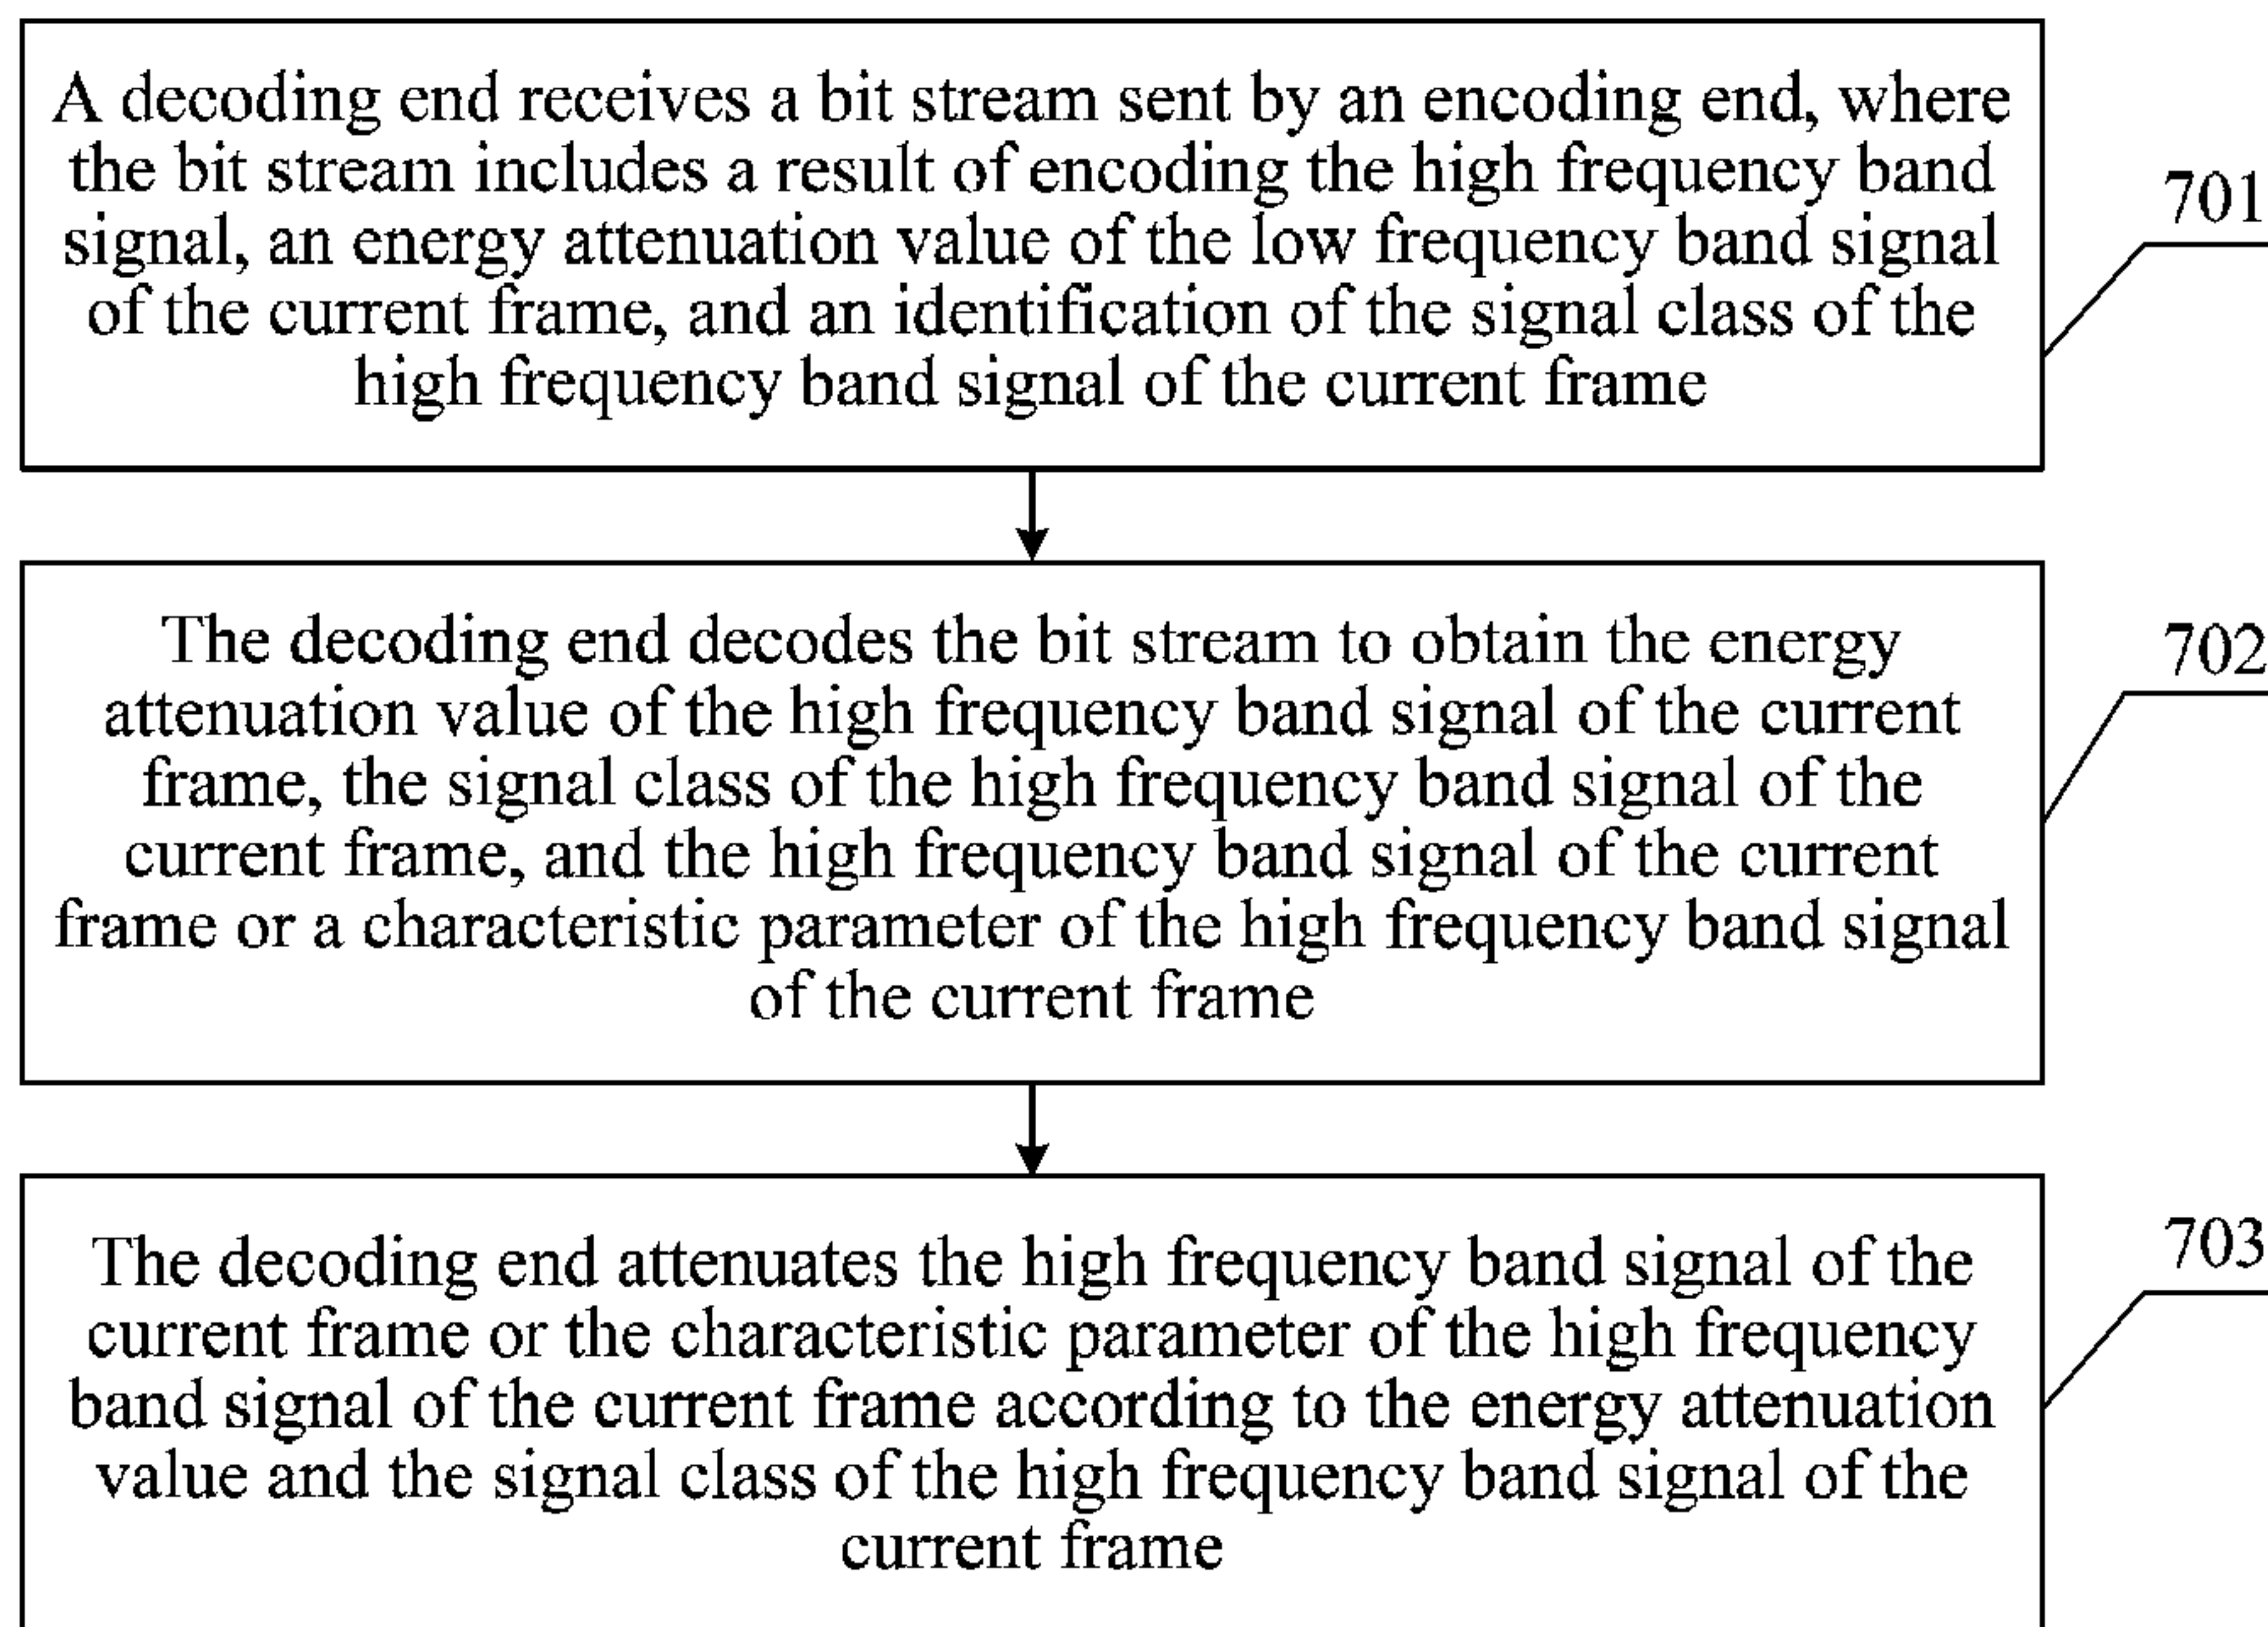 A decoding end receives a bit stream sent by an encoding end, where
the bit stream includes a result of encoding the high frequency band
signal, an energy attenuation value of the low frequency band signal
of the current frame, and an identification of the signal class of the
high frequency band signal of the current frame
701
The decoding end decodes the bit stream to obtain the energy
attenuation value of the high frequency band signal of the current
frame, the signal class of the high frequency band signal of the
current frame, and the high frequency band signal of the current
frame or a characteristic parameter of the high frequency band signal
of the current frame
702
The decoding end attenuates the high frequency band signal of the
current frame or the characteristic parameter of the high frequency
band signal of the current frame according to the energy attenuation
value and the signal class of the high frequency band signal of the
current frame
703